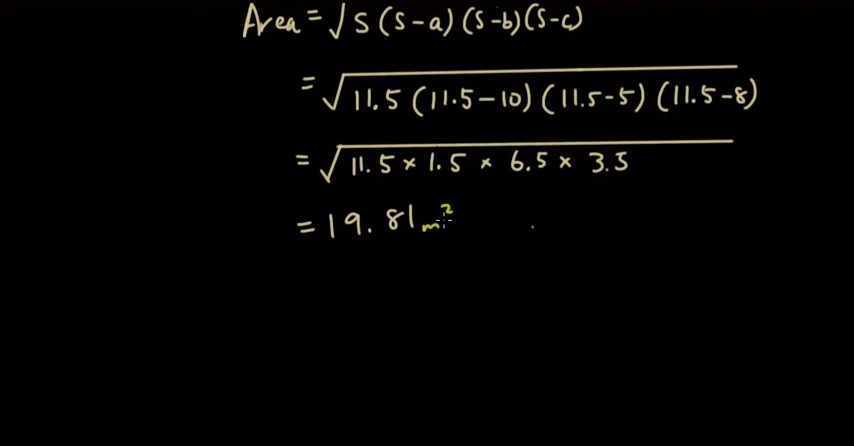 Area = √S (S-a) (S-b) (S-c)
= √11.5 (11.5-10) (11.5-5) (11.5-8)
= √11.5 × 1.5 × 6.5 × 3.5
= 19.81 m²